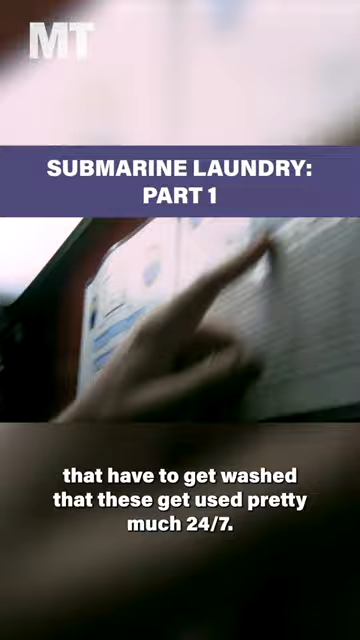 MT
SUBMARINE LAUNDRY:
PART 1
that have to get washed
that these get used pretty
much 24/7.